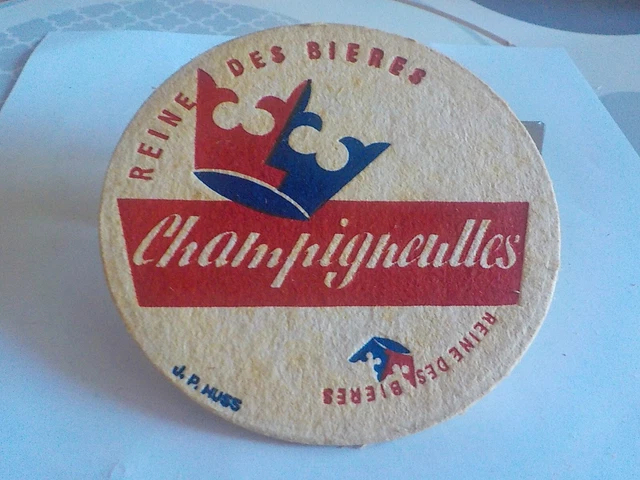 REINE DES BIERES
Champigneulles
REINE DES BIERES
J. P. HUSS